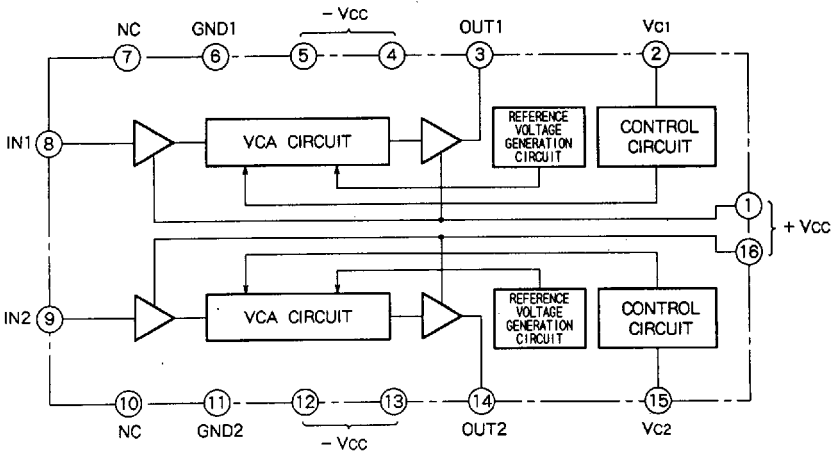 NC GND1 − VCC OUT1 VC1
7 6 5 4 3 2
IN1 8
VCA CIRCUIT
REFERENCE
VOLTAGE
GENERATION
CIRCUIT
CONTROL
CIRCUIT
1
+ VCC
16
IN2 9
VCA CIRCUIT
REFERENCE
VOLTAGE
GENERATION
CIRCUIT
CONTROL
CIRCUIT
10 11 12 13 14 15
NC GND2 − VCC OUT2 VC2